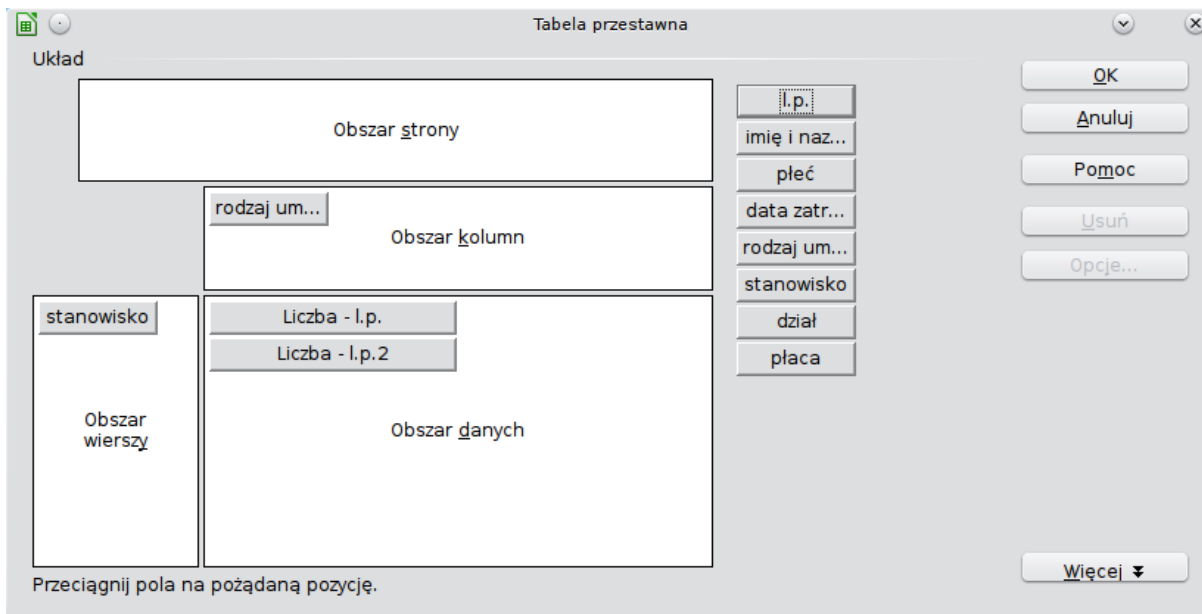 Tabela przestawna
Układ
Obszar strony
rodzaj um...
Obszar kolumn
stanowisko
Obszar
wierszy
Liczba - l.p.
Liczba - l.p.2
Obszar danych
l.p.
imię i naz...
płeć
data zatr...
rodzaj um...
stanowisko
dział
płaca
OK
Anuluj
Pomoc
Usuń
Opcje...
Więcej
Przeciągnij pola na pożądaną pozycję.